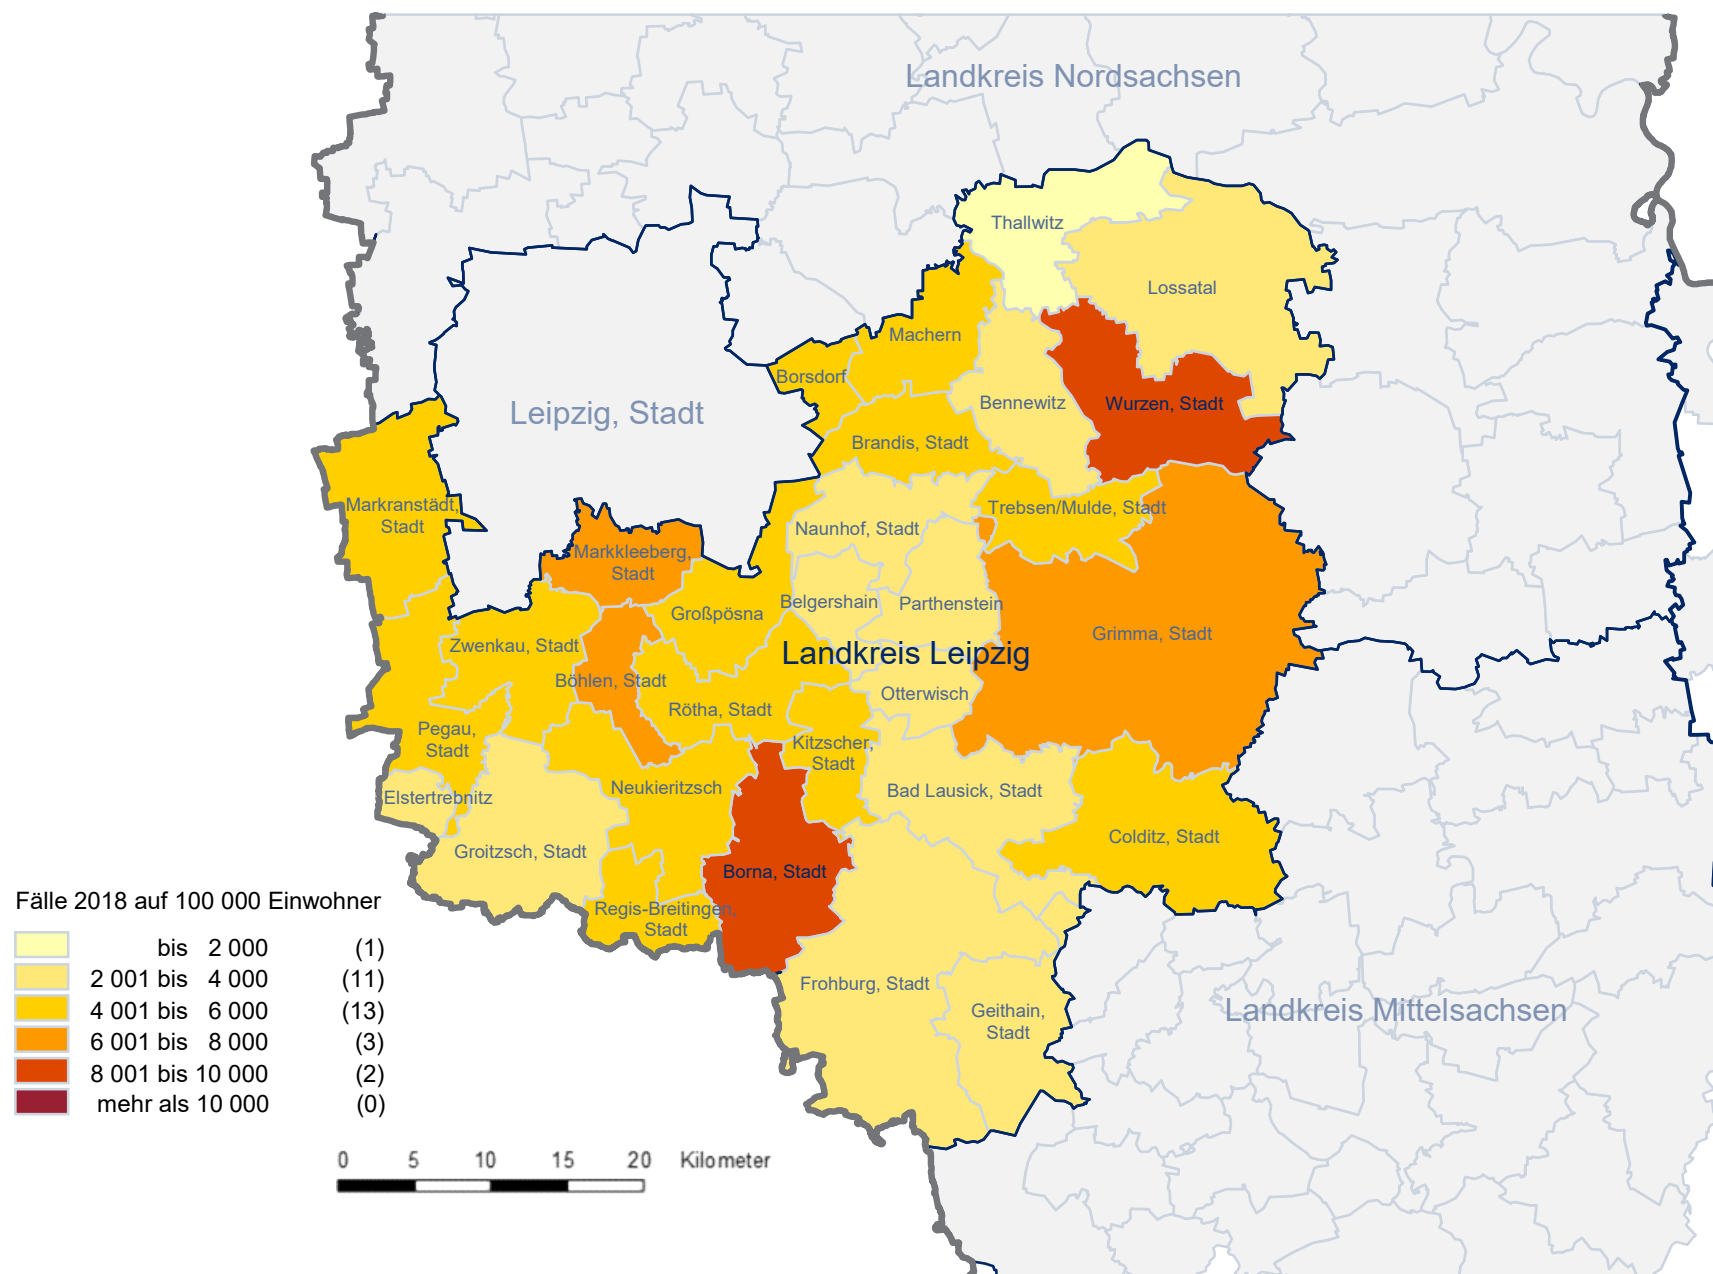 Landkreis Nordsachsen
Thallwitz
Lossatal
Machern
Borsdorf
Bennewitz
Wurzen, Stadt
Leipzig, Stadt
Brandis, Stadt
Markranstädt,
Stadt
Trebsen/Mulde, Stadt
Naunhof, Stadt
Markkleeberg,
Stadt
Belgershain
Parthenstein
Großpösna
Grimma, Stadt
Zwenkau, Stadt
Landkreis Leipzig
Böhlen, Stadt
Otterwisch
Rötha, Stadt
Pegau,
Stadt
Kitzscher,
Stadt
Neukieritzsch
Bad Lausick, Stadt
Elstertrebnitz
Colditz, Stadt
Groitzsch, Stadt
Borna, Stadt
Regis-Breitingen,
Stadt
Frohburg, Stadt
Geithain,
Stadt
Landkreis Mittelsachsen
Fälle 2018 auf 100 000 Einwohner
bis 2 000 (1)
2 001 bis 4 000 (11)
4 001 bis 6 000 (13)
6 001 bis 8 000 (3)
8 001 bis 10 000 (2)
mehr als 10 000 (0)
0 5 10 15 20 Kilometer